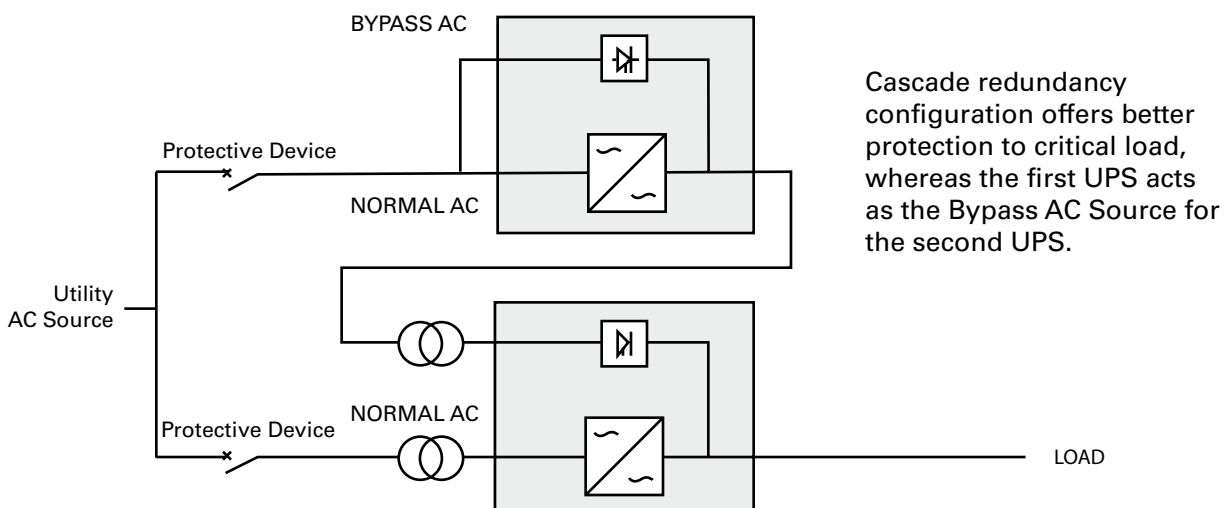 BYPASS AC
Protective Device
NORMAL AC
Utility
AC Source
NORMAL AC
Protective Device
LOAD
Cascade redundancy
configuration offers better
protection to critical load,
whereas the first UPS acts
as the Bypass AC Source for
the second UPS.